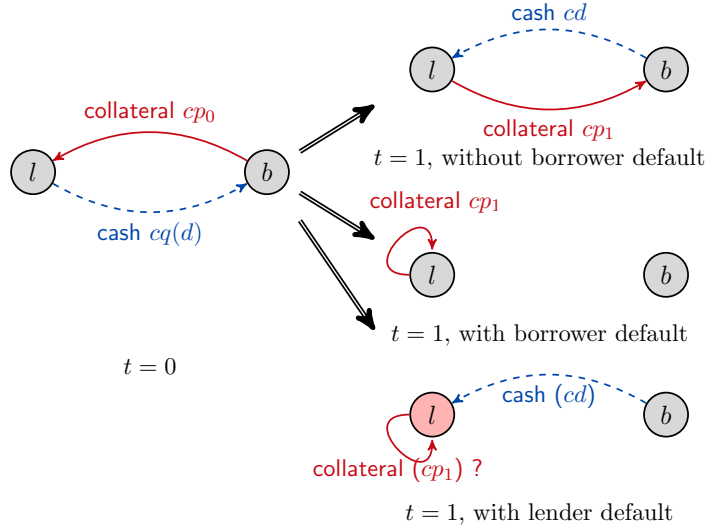 cash cd
l
b
collateral cp₁
t = 1, without borrower default
collateral cp₀
l
b
cash cq(d)
t = 0
collateral cp₁
l
b
t = 1, with borrower default
cash (cd)
l
b
collateral (cp₁) ?
t = 1, with lender default